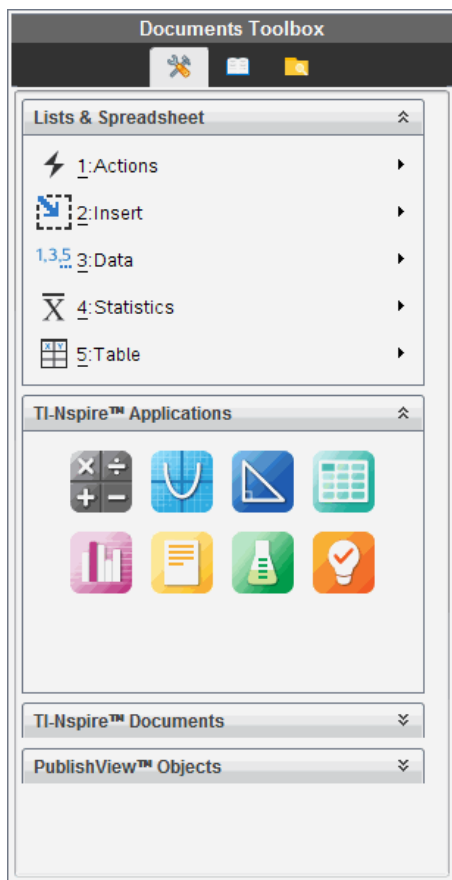 Documents Toolbox
Lists & Spreadsheet
1:Actions
2:Insert
1,3,5 3:Data
X 4:Statistics
X Y 5:Table
TI-Nspire™ Applications
TI-Nspire™ Documents
PublishView™ Objects